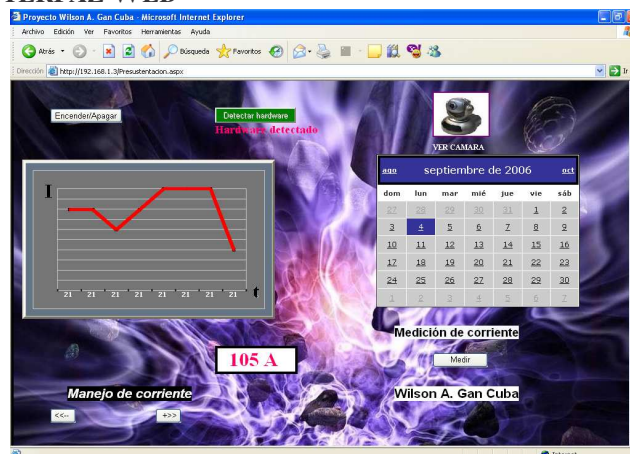 Proyecto Wilson A. Gan Cuba - Microsoft Internet Explorer
Archivo Edición Ver Favoritos Herramientas Ayuda
Atrás Búsqueda Favoritos
Dirección http://192.168.1.3/Presustentacion.aspx Ir
Encender/Apagar
Detectar hardware
Hardware detectado
VER CAMARA
I
21 21 21 21 21 21 21 21
t
ago septiembre de 2006 oct
dom lun mar mié jue vie sáb
27 28 29 30 31 1 2
3 4 5 6 7 8 9
10 11 12 13 14 15 16
17 18 19 20 21 22 23
24 25 26 27 28 29 30
1 2 3 4 5 6 7
Medición de corriente
Medir
105 A
Manejo de corriente
<<-- +>>
Wilson A. Gan Cuba
Internet